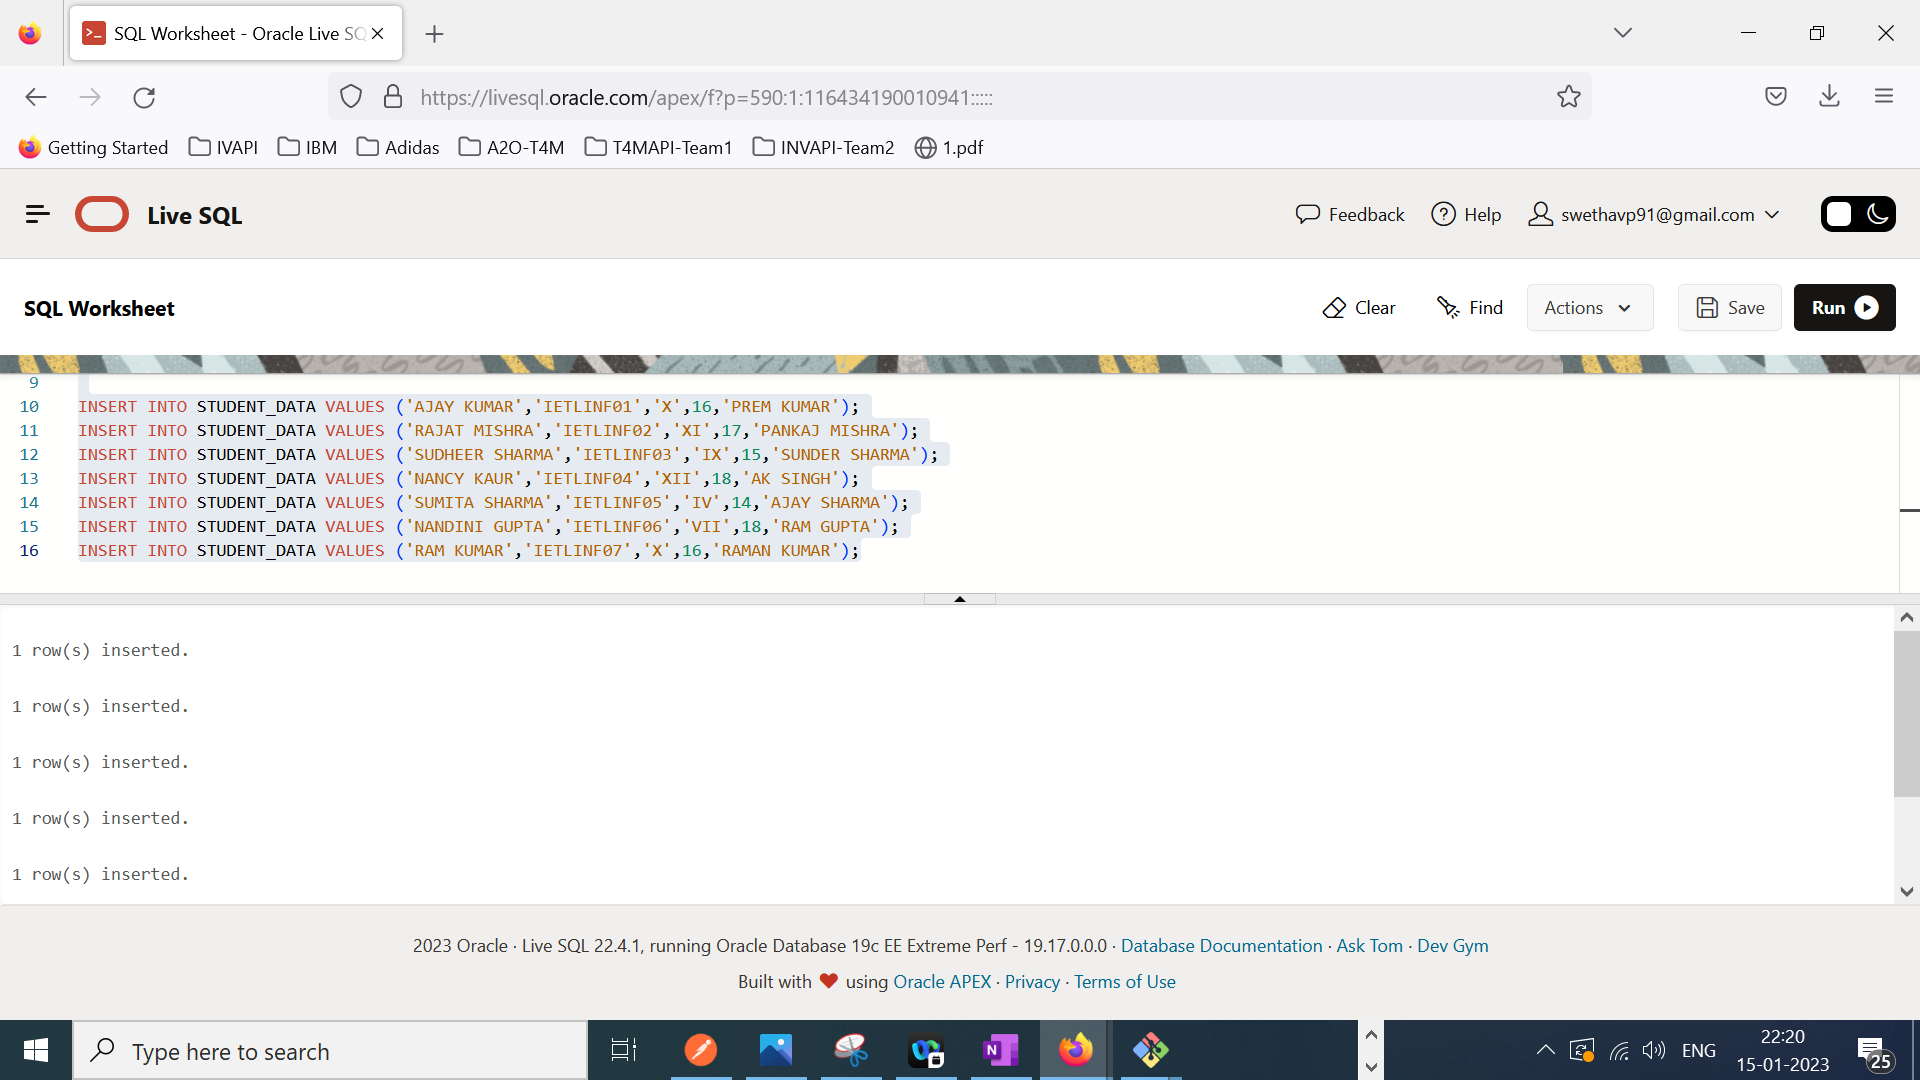 SQL Worksheet - Oracle Live SQ
https://livesql.oracle.com/apex/f?p=590:1:116434190010941:::::
Getting Started IVAPI IBM Adidas A2O-T4M T4MAPI-Team1 INVAPI-Team2 1.pdf
Live SQL Feedback Help swethavp91@gmail.com
SQL Worksheet Clear Find Actions Save Run
9
10 INSERT INTO STUDENT_DATA VALUES ('AJAY KUMAR','IETLINF01','X',16,'PREM KUMAR');
11 INSERT INTO STUDENT_DATA VALUES ('RAJAT MISHRA','IETLINF02','XI',17,'PANKAJ MISHRA');
12 INSERT INTO STUDENT_DATA VALUES ('SUDHEER SHARMA','IETLINF03','IX',15,'SUNDER SHARMA');
13 INSERT INTO STUDENT_DATA VALUES ('NANCY KAUR','IETLINF04','XII',18,'AK SINGH');
14 INSERT INTO STUDENT_DATA VALUES ('SUMITA SHARMA','IETLINF05','IV',14,'AJAY SHARMA');
15 INSERT INTO STUDENT_DATA VALUES ('NANDINI GUPTA','IETLINF06','VII',18,'RAM GUPTA');
16 INSERT INTO STUDENT_DATA VALUES ('RAM KUMAR','IETLINF07','X',16,'RAMAN KUMAR');
1 row(s) inserted.
1 row(s) inserted.
1 row(s) inserted.
1 row(s) inserted.
1 row(s) inserted.
2023 Oracle · Live SQL 22.4.1, running Oracle Database 19c EE Extreme Perf - 19.17.0.0.0 · Database Documentation · Ask Tom · Dev Gym
Built with ❤ using Oracle APEX · Privacy · Terms of Use
Type here to search
N
ENG
22:20
15-01-2023
25